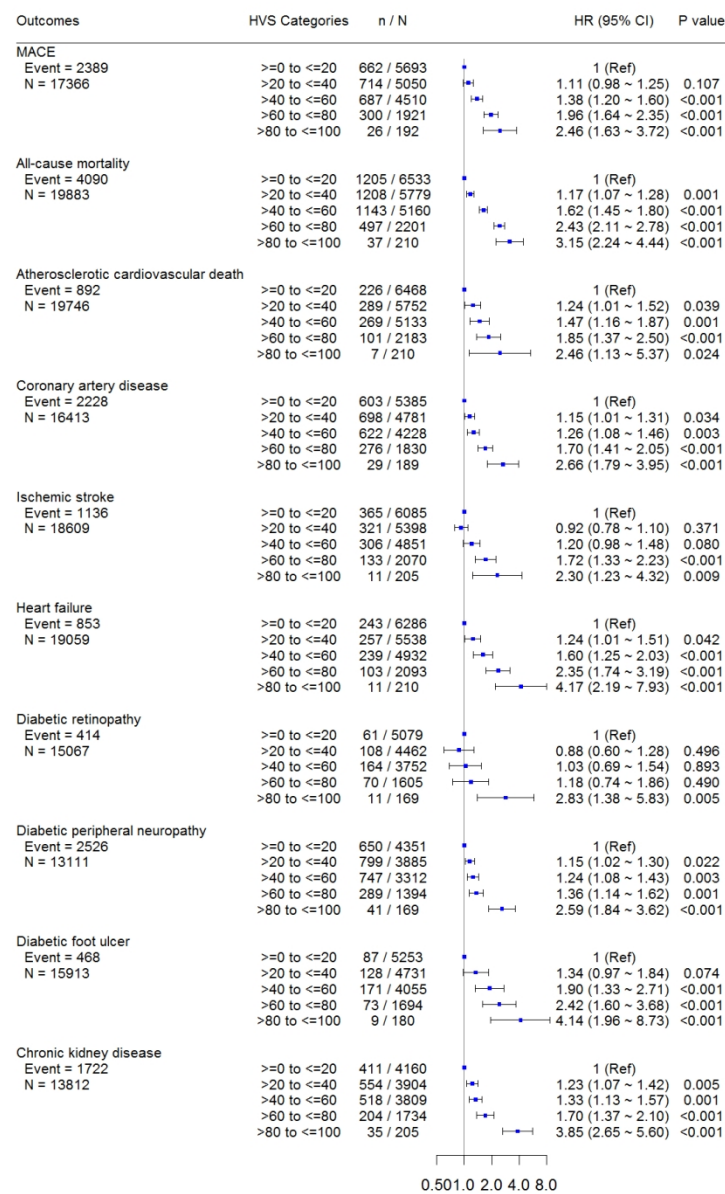 Outcomes HVS Categories n / N HR (95% CI) P value
MACE
Event = 2389 >=0 to <=20 662 / 5693 1 (Ref)
N = 17366 >20 to <=40 714 / 5050 1.11 (0.98 ~ 1.25) 0.107
>40 to <=60 687 / 4510 1.38 (1.20 ~ 1.60) <0.001
>60 to <=80 300 / 1921 1.96 (1.64 ~ 2.35) <0.001
>80 to <=100 26 / 192 2.46 (1.63 ~ 3.72) <0.001
All-cause mortality
Event = 4090 >=0 to <=20 1205 / 6533 1 (Ref)
N = 19883 >20 to <=40 1208 / 5779 1.17 (1.07 ~ 1.28) 0.001
>40 to <=60 1143 / 5160 1.62 (1.45 ~ 1.80) <0.001
>60 to <=80 497 / 2201 2.43 (2.11 ~ 2.78) <0.001
>80 to <=100 37 / 210 3.15 (2.24 ~ 4.44) <0.001
Atherosclerotic cardiovascular death
Event = 892 >=0 to <=20 226 / 6468 1 (Ref)
N = 19746 >20 to <=40 289 / 5752 1.24 (1.01 ~ 1.52) 0.039
>40 to <=60 269 / 5133 1.47 (1.16 ~ 1.87) 0.001
>60 to <=80 101 / 2183 1.85 (1.37 ~ 2.50) <0.001
>80 to <=100 7 / 210 2.46 (1.13 ~ 5.37) 0.024
Coronary artery disease
Event = 2228 >=0 to <=20 603 / 5385 1 (Ref)
N = 16413 >20 to <=40 698 / 4781 1.15 (1.01 ~ 1.31) 0.034
>40 to <=60 622 / 4228 1.26 (1.08 ~ 1.46) 0.003
>60 to <=80 276 / 1830 1.70 (1.41 ~ 2.05) <0.001
>80 to <=100 29 / 189 2.66 (1.79 ~ 3.95) <0.001
Ischemic stroke
Event = 1136 >=0 to <=20 365 / 6085 1 (Ref)
N = 18609 >20 to <=40 321 / 5398 0.92 (0.78 ~ 1.10) 0.371
>40 to <=60 306 / 4851 1.20 (0.98 ~ 1.48) 0.080
>60 to <=80 133 / 2070 1.72 (1.33 ~ 2.23) <0.001
>80 to <=100 11 / 205 2.30 (1.23 ~ 4.32) 0.009
Heart failure
Event = 853 >=0 to <=20 243 / 6286 1 (Ref)
N = 19059 >20 to <=40 257 / 5538 1.24 (1.01 ~ 1.51) 0.042
>40 to <=60 239 / 4932 1.60 (1.25 ~ 2.03) <0.001
>60 to <=80 103 / 2093 2.35 (1.74 ~ 3.19) <0.001
>80 to <=100 11 / 210 4.17 (2.19 ~ 7.93) <0.001
Diabetic retinopathy
Event = 414 >=0 to <=20 61 / 5079 1 (Ref)
N = 15067 >20 to <=40 108 / 4462 0.88 (0.60 ~ 1.28) 0.496
>40 to <=60 164 / 3752 1.03 (0.69 ~ 1.54) 0.893
>60 to <=80 70 / 1605 1.18 (0.74 ~ 1.86) 0.490
>80 to <=100 11 / 169 2.83 (1.38 ~ 5.83) 0.005
Diabetic peripheral neuropathy
Event = 2526 >=0 to <=20 650 / 4351 1 (Ref)
N = 13111 >20 to <=40 799 / 3885 1.15 (1.02 ~ 1.30) 0.022
>40 to <=60 747 / 3312 1.24 (1.08 ~ 1.43) 0.003
>60 to <=80 289 / 1394 1.36 (1.14 ~ 1.62) 0.001
>80 to <=100 41 / 169 2.59 (1.84 ~ 3.62) <0.001
Diabetic foot ulcer
Event = 468 >=0 to <=20 87 / 5253 1 (Ref)
N = 15913 >20 to <=40 128 / 4731 1.34 (0.97 ~ 1.84) 0.074
>40 to <=60 171 / 4055 1.90 (1.33 ~ 2.71) <0.001
>60 to <=80 73 / 1694 2.42 (1.60 ~ 3.68) <0.001
>80 to <=100 9 / 180 4.14 (1.96 ~ 8.73) <0.001
Chronic kidney disease
Event = 1722 >=0 to <=20 411 / 4160 1 (Ref)
N = 13812 >20 to <=40 554 / 3904 1.23 (1.07 ~ 1.42) 0.005
>40 to <=60 518 / 3809 1.33 (1.13 ~ 1.57) 0.001
>60 to <=80 204 / 1734 1.70 (1.37 ~ 2.10) <0.001
>80 to <=100 35 / 205 3.85 (2.65 ~ 5.60) <0.001
0.50 1.0 2.0 4.0 8.0